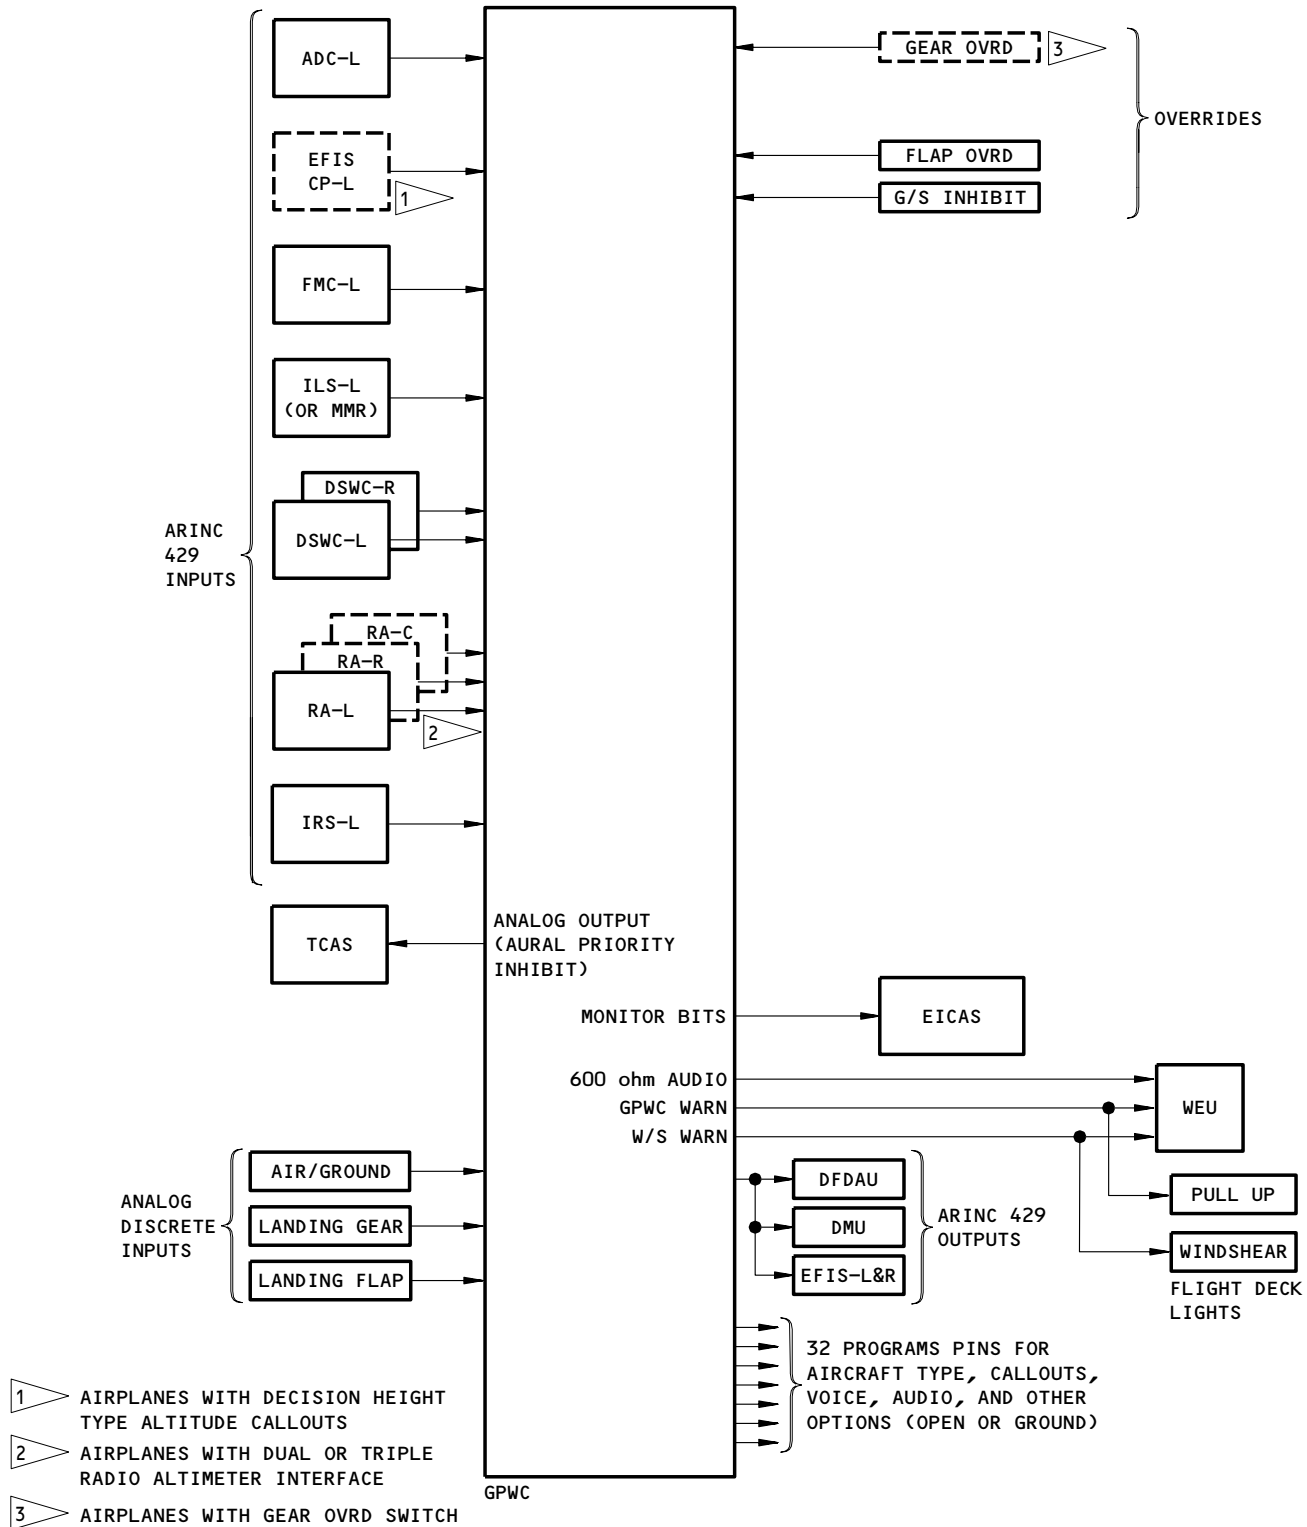 ADC-L
EFIS
CP-L
1
FMC-L
ILS-L
(OR MMR)
DSWC-R
DSWC-L
ARINC
429
INPUTS
RA-C
RA-R
RA-L
2
IRS-L
TCAS
ANALOG OUTPUT
(AURAL PRIORITY
INHIBIT)
GEAR OVRD
3
OVERRIDES
FLAP OVRD
G/S INHIBIT
MONITOR BITS
EICAS
600 ohm AUDIO
GPWC WARN
W/S WARN
WEU
AIR/GROUND
LANDING GEAR
LANDING FLAP
ANALOG
DISCRETE
INPUTS
DFDAU
DMU
EFIS-L&R
ARINC 429
OUTPUTS
PULL UP
WINDSHEAR
FLIGHT DECK
LIGHTS
32 PROGRAMS PINS FOR
AIRCRAFT TYPE, CALLOUTS,
VOICE, AUDIO, AND OTHER
OPTIONS (OPEN OR GROUND)
GPWC
1 AIRPLANES WITH DECISION HEIGHT
TYPE ALTITUDE CALLOUTS
2 AIRPLANES WITH DUAL OR TRIPLE
RADIO ALTIMETER INTERFACE
3 AIRPLANES WITH GEAR OVRD SWITCH